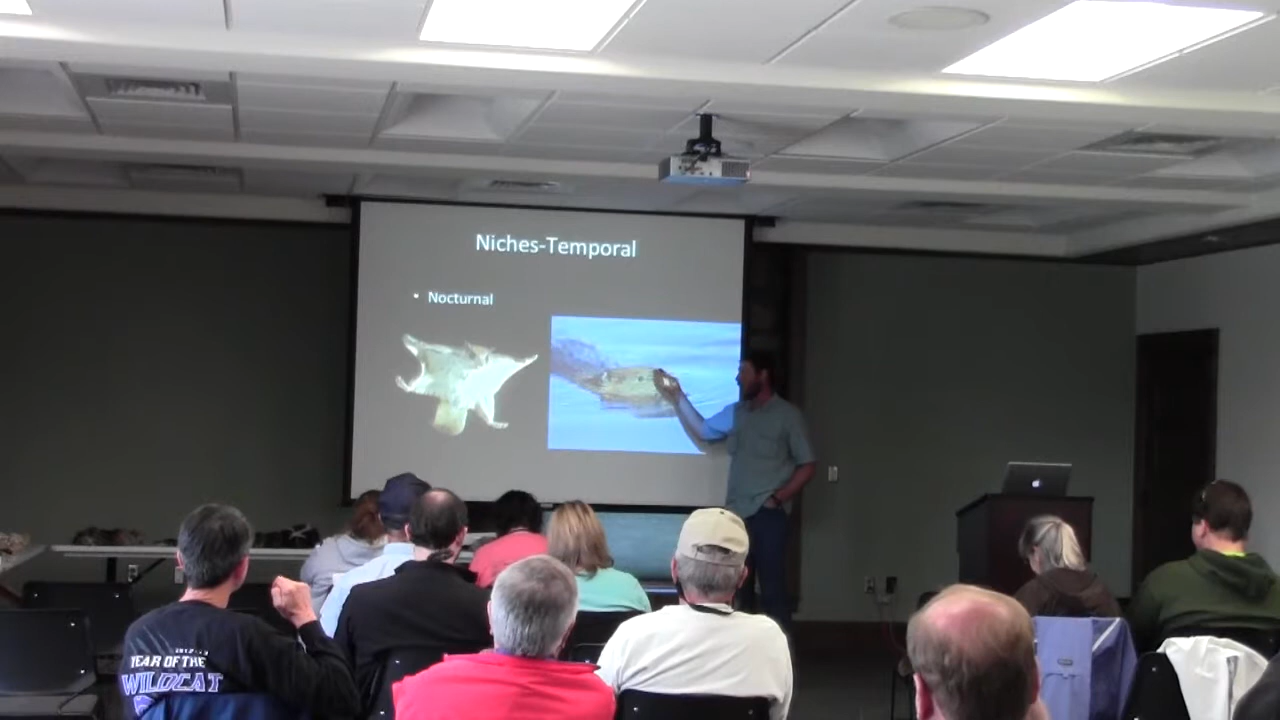 Niches-Temporal
• Nocturnal
YEAR OF THE
WILDCAT